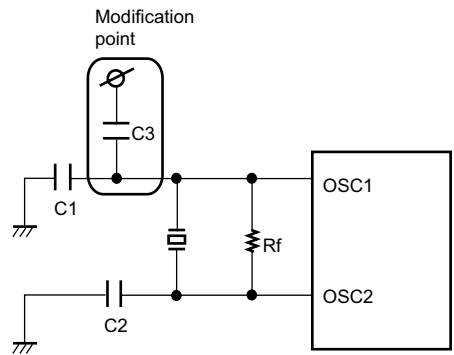 Modification
point
C3
C1
OSC1
Rf
OSC2
C2